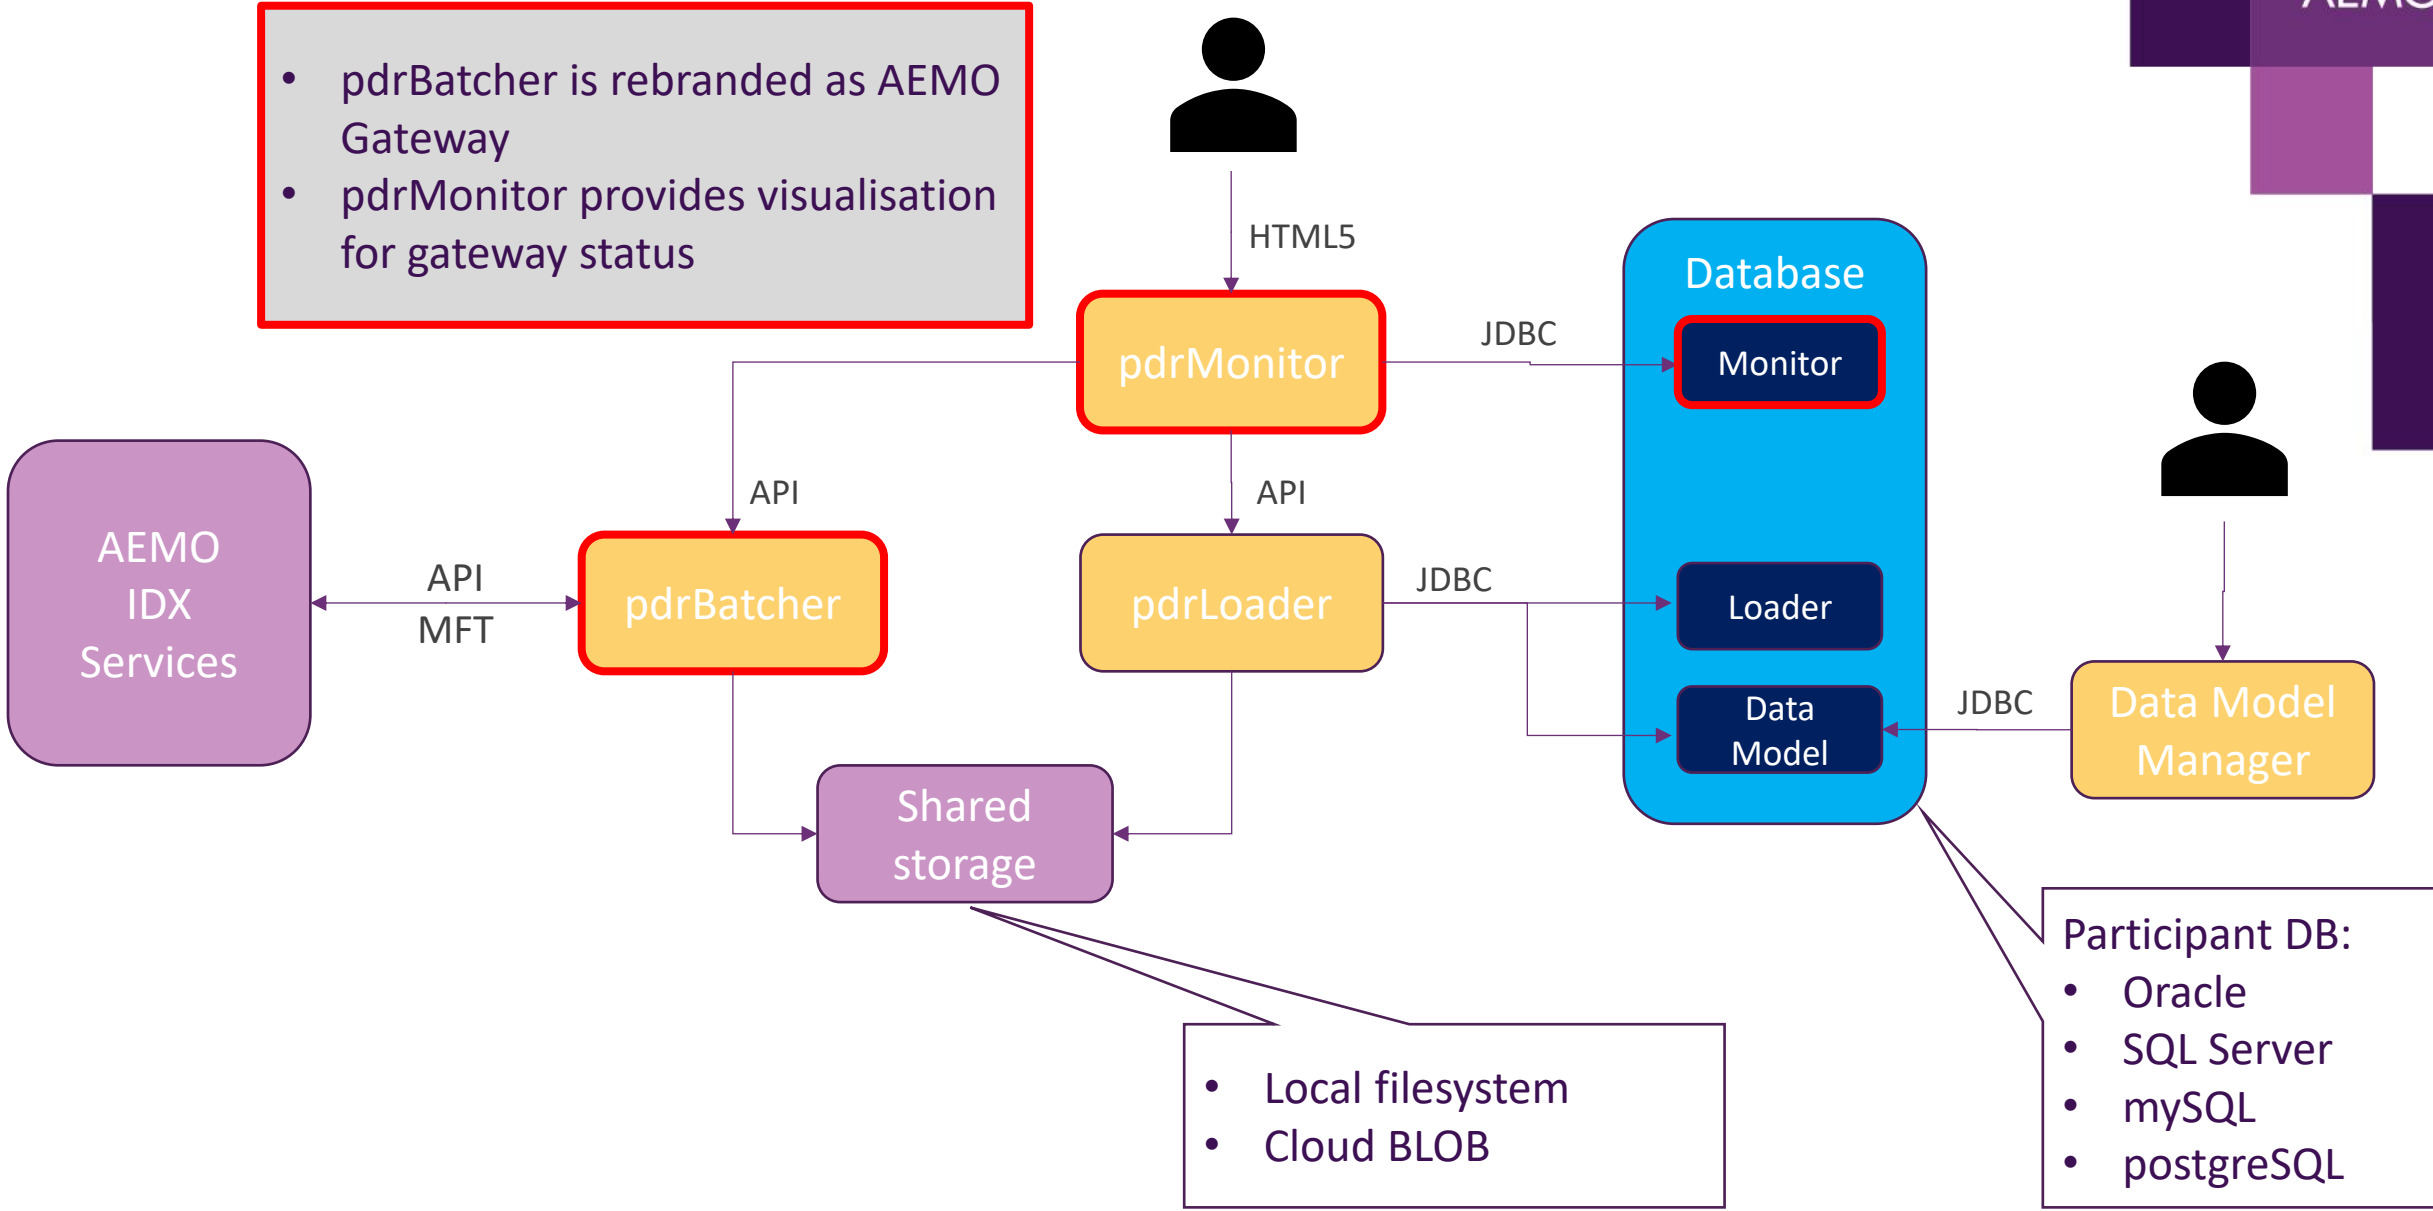 AEMO
• pdrBatcher is rebranded as AEMO
Gateway
• pdrMonitor provides visualisation
for gateway status
HTML5
Database
pdrMonitor
JDBC
Monitor
API
API
AEMO
IDX
Services
API
MFT
pdrBatcher
pdrLoader
JDBC
Loader
Data
Model
JDBC
Data Model
Manager
Shared
storage
Participant DB:
• Oracle
• SQL Server
• mySQL
• postgreSQL
• Local filesystem
• Cloud BLOB